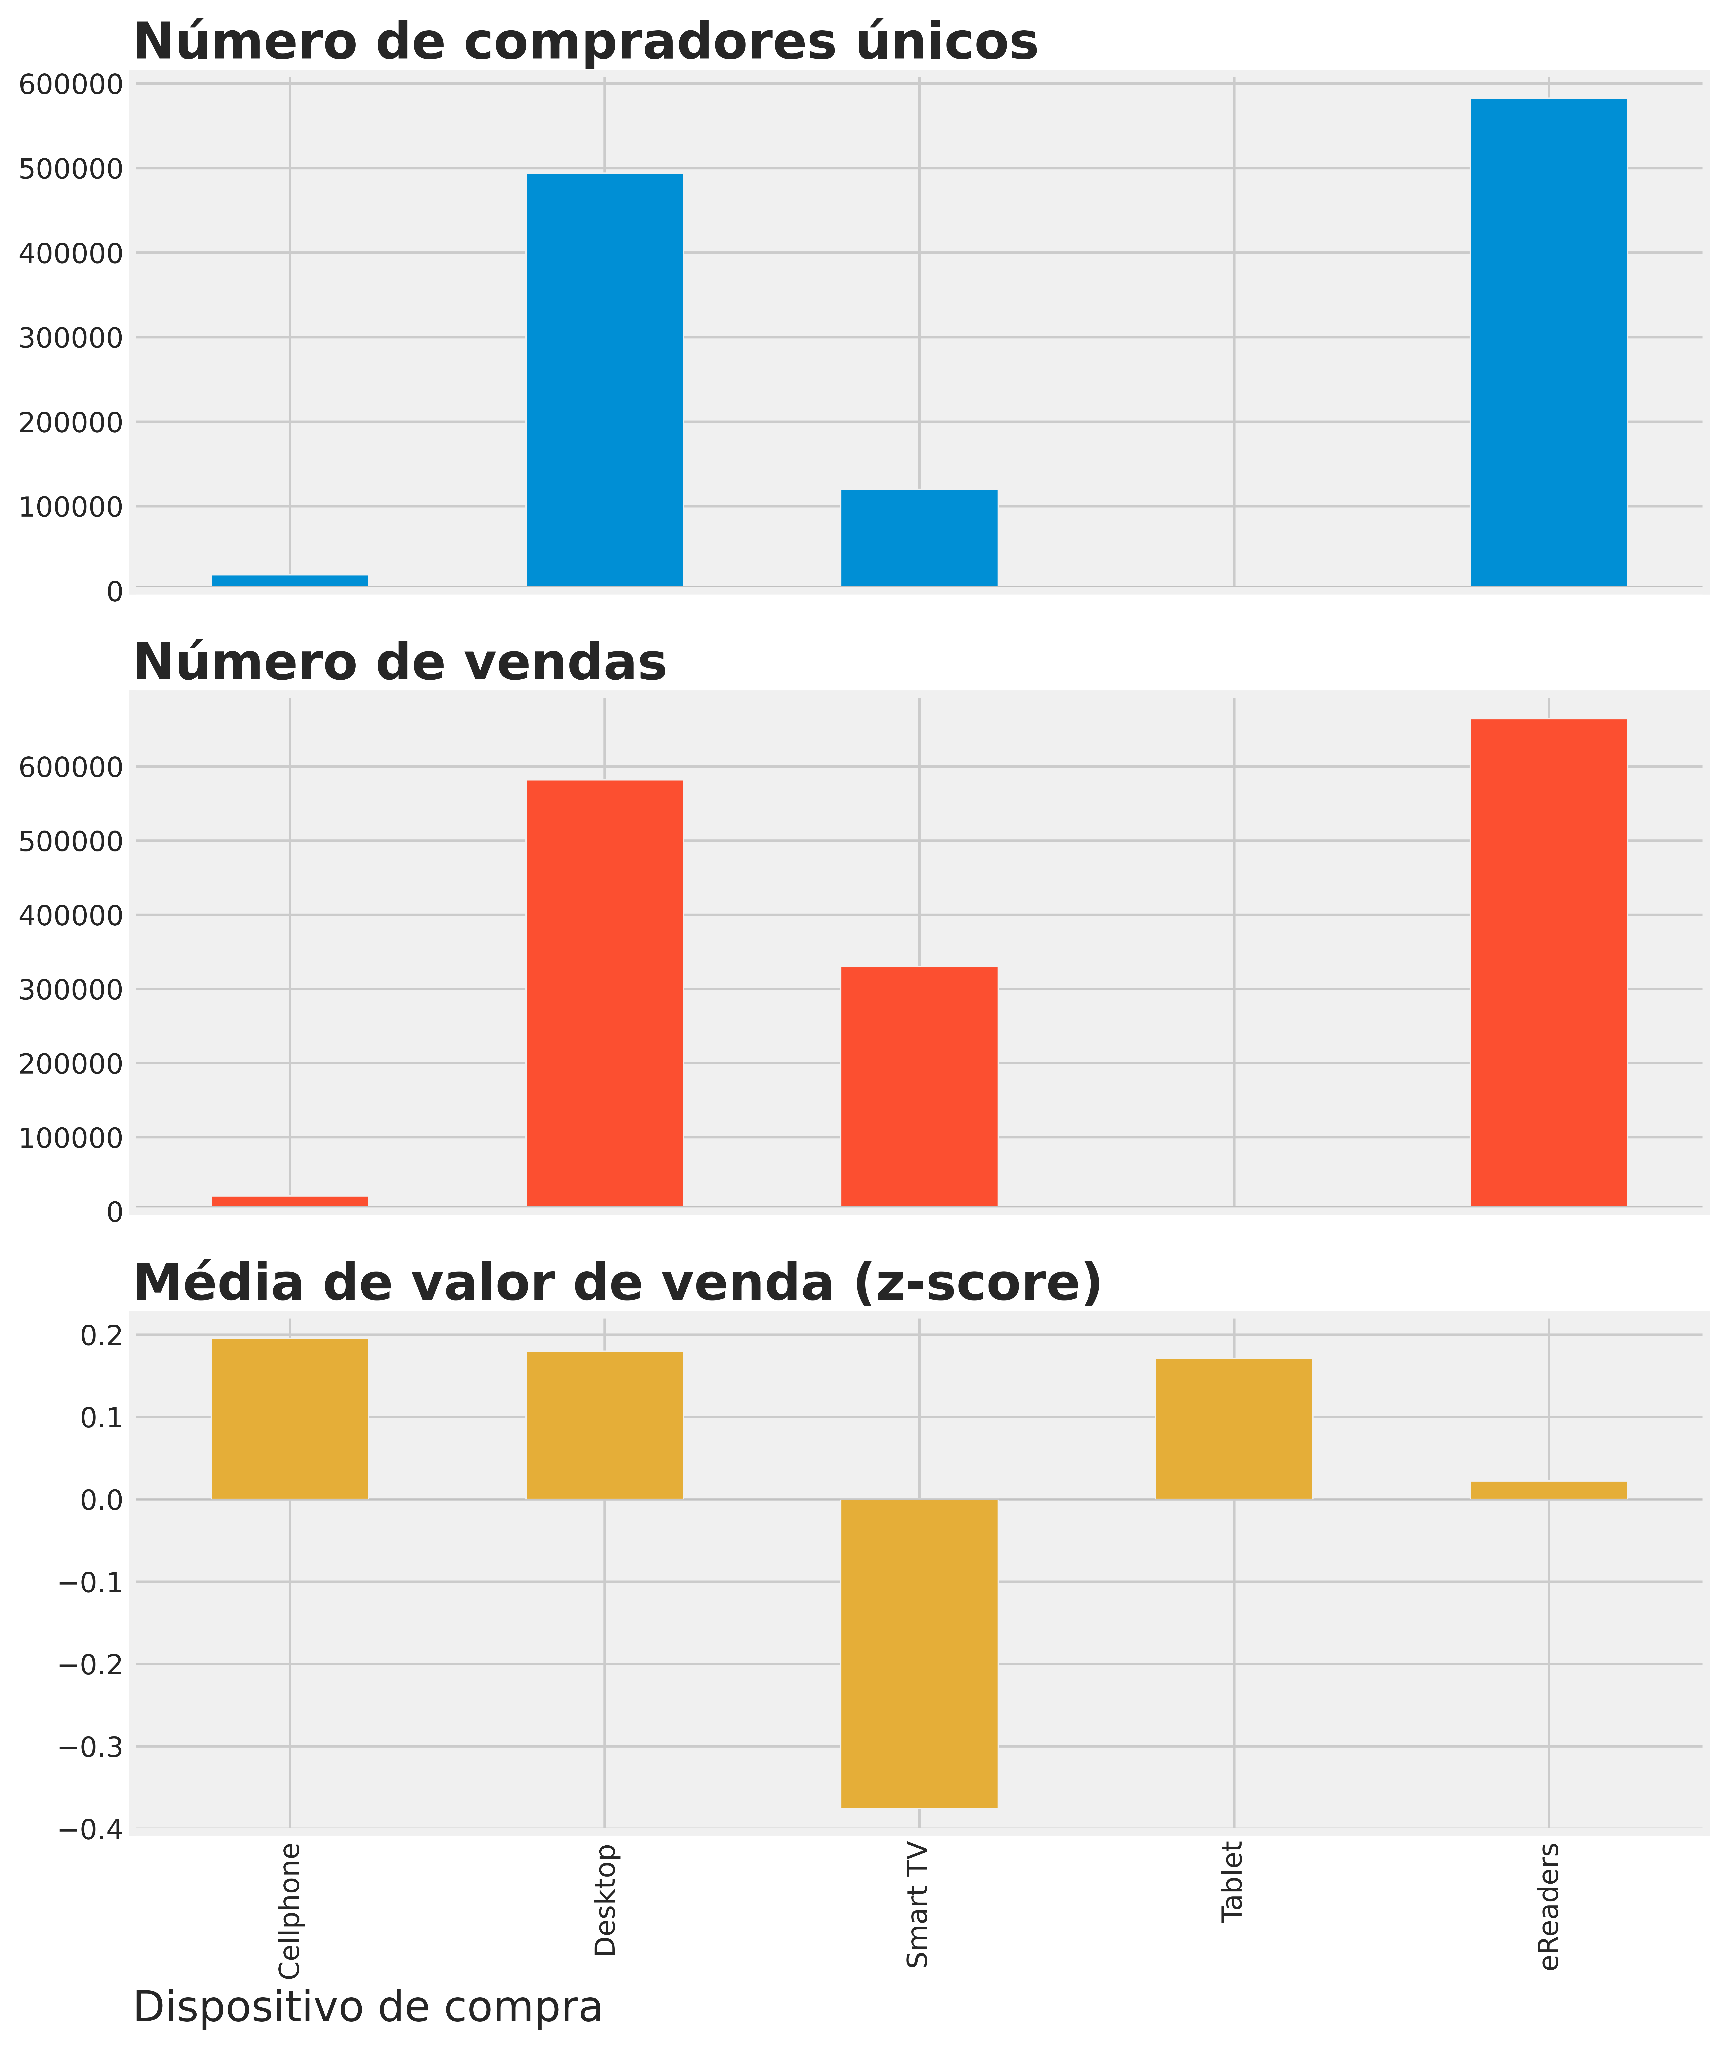 Número de compradores únicos
600000
500000
400000
300000
200000
100000
0
Número de vendas
600000
500000
400000
300000
200000
100000
0
Média de valor de venda (z-score)
0.2
0.1
0.0
−0.1
−0.2
−0.3
−0.4
Cellphone
Desktop
Smart TV
Tablet
eReaders
Dispositivo de compra